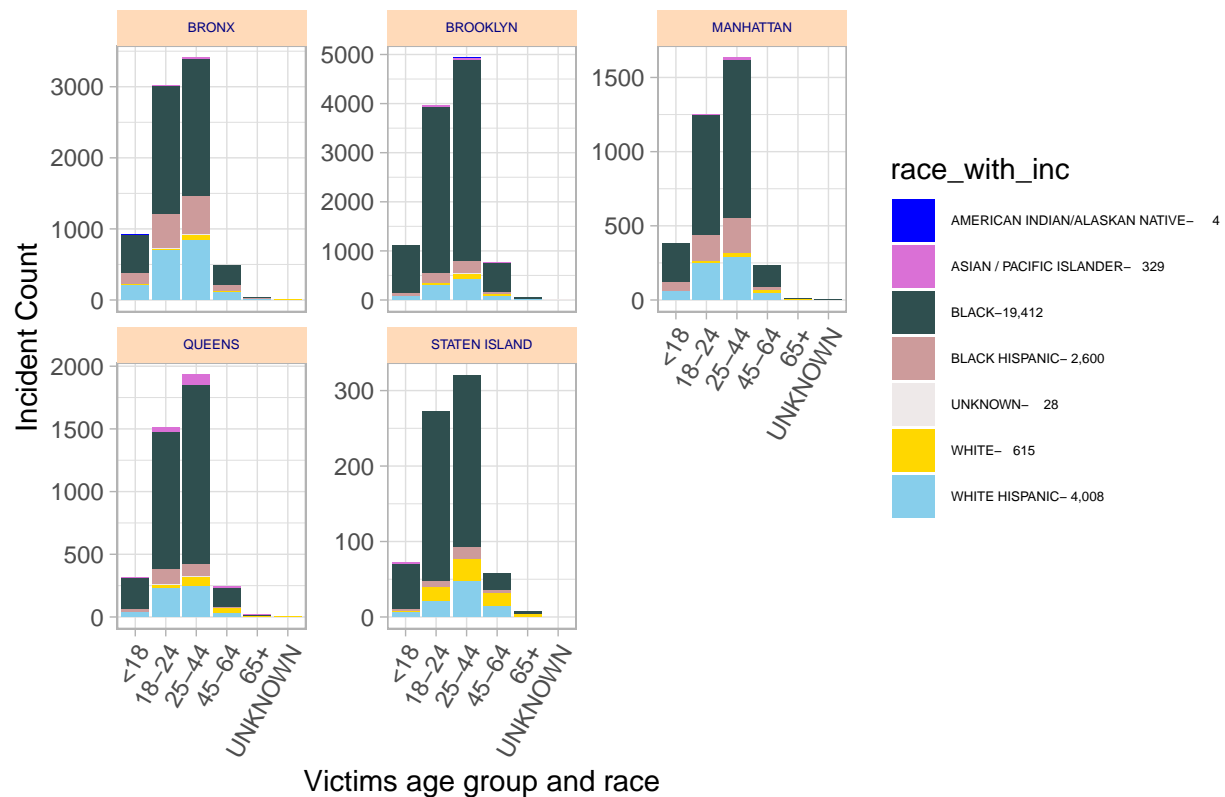 BRONX
BROOKLYN
MANHATTAN
3000
2000
1000
0
5000
4000
3000
2000
1000
0
1500
1000
500
0
<18
18−24
25−44
45−64
65+
UNKNOWN
QUEENS
STATEN ISLAND
2000
1500
1000
500
0
300
200
100
0
<18
18−24
25−44
45−64
65+
UNKNOWN
<18
18−24
25−44
45−64
65+
UNKNOWN
Incident Count
Victims age group and race
race_with_inc
AMERICAN INDIAN/ALASKAN NATIVE− 4
ASIAN / PACIFIC ISLANDER− 329
BLACK−19,412
BLACK HISPANIC− 2,600
UNKNOWN− 28
WHITE− 615
WHITE HISPANIC− 4,008